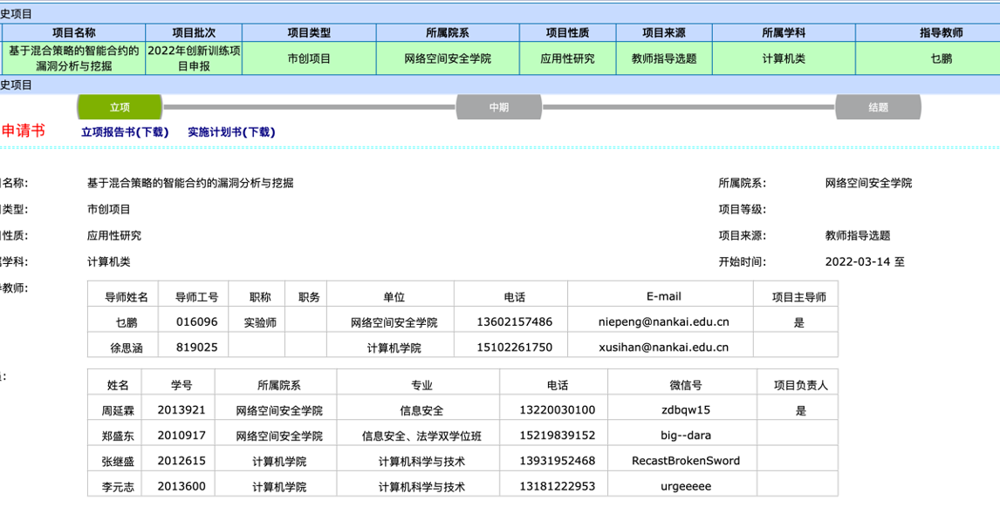 史项目
项目名称 项目批次 项目类型 所属院系 项目性质 项目来源 所属学科 指导教师
基于混合策略的智能合约的 2022年创新训练项 市创项目 网络空间安全学院 应用性研究 教师指导选题 计算机类 乜鹏
漏洞分析与挖掘 目申报
史项目
立项 中期 结题
申请书 立项报告书(下载) 实施计划书(下载)
名称: 基于混合策略的智能合约的漏洞分析与挖掘 所属院系: 网络空间安全学院
类型: 市创项目 项目等级:
性质: 应用性研究 项目来源: 教师指导选题
学科: 计算机类 开始时间: 2022-03-14 至
教师:
导师姓名 导师工号 职称 职务 单位 电话 E-mail 项目主导师
乜鹏 016096 实验师 网络空间安全学院 13602157486 niepeng@nankai.edu.cn 是
徐思涵 819025 计算机学院 15102261750 xusihan@nankai.edu.cn
姓名 学号 所属院系 专业 电话 微信号 项目负责人
周延霖 2013921 网络空间安全学院 信息安全 13220030100 zdbqw15 是
郑盛东 2010917 网络空间安全学院 信息安全、法学双学位班 15219839152 big--dara
张继盛 2012615 计算机学院 计算机科学与技术 13931952468 RecastBrokenSword
李元志 2013600 计算机学院 计算机科学与技术 13181222953 urgeeeee